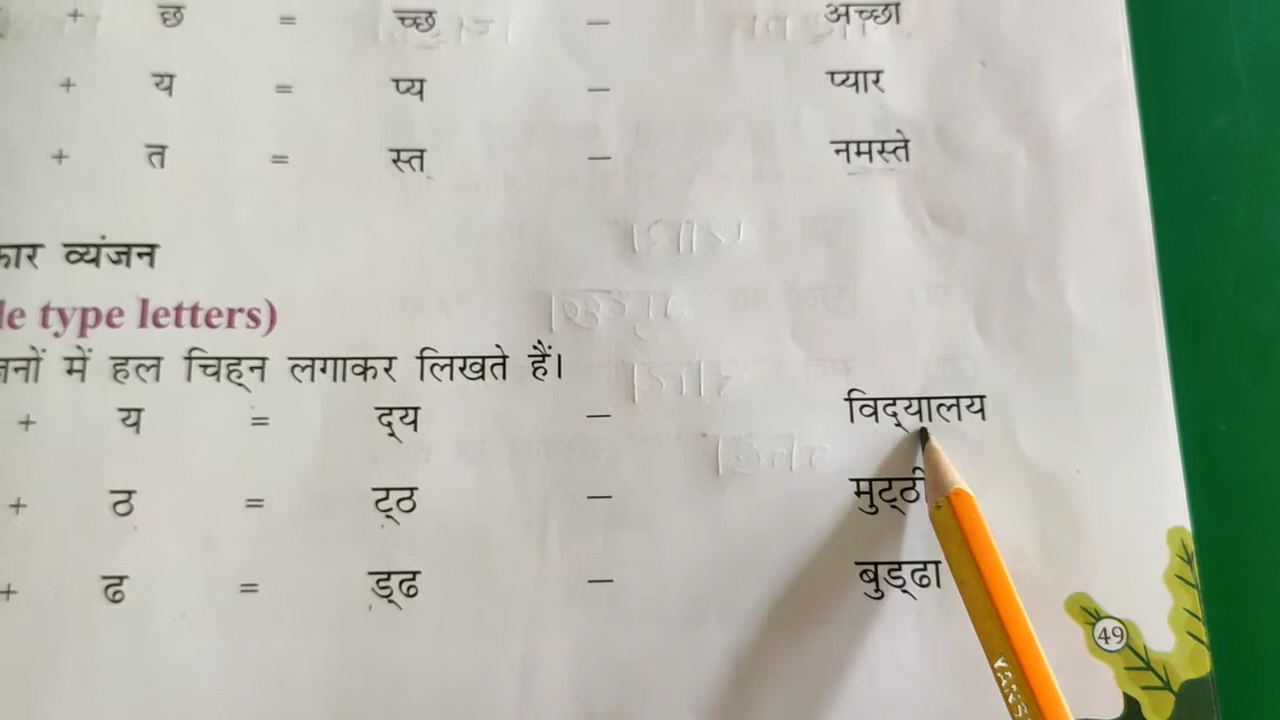 + छ = च्छ – अच्छा
+ य = प्य – प्यार
+ त = स्त – नमस्ते
व्यंजन
type letters)
में हल चिह्‌न लगाकर लिखते हैं।
+ य = द्‌य – विद्‌यालय
+ ठ = ट्‌ठ – मुट्‌ठी
+ ढ = ड्‌ढ – बुड्‌ढा
49